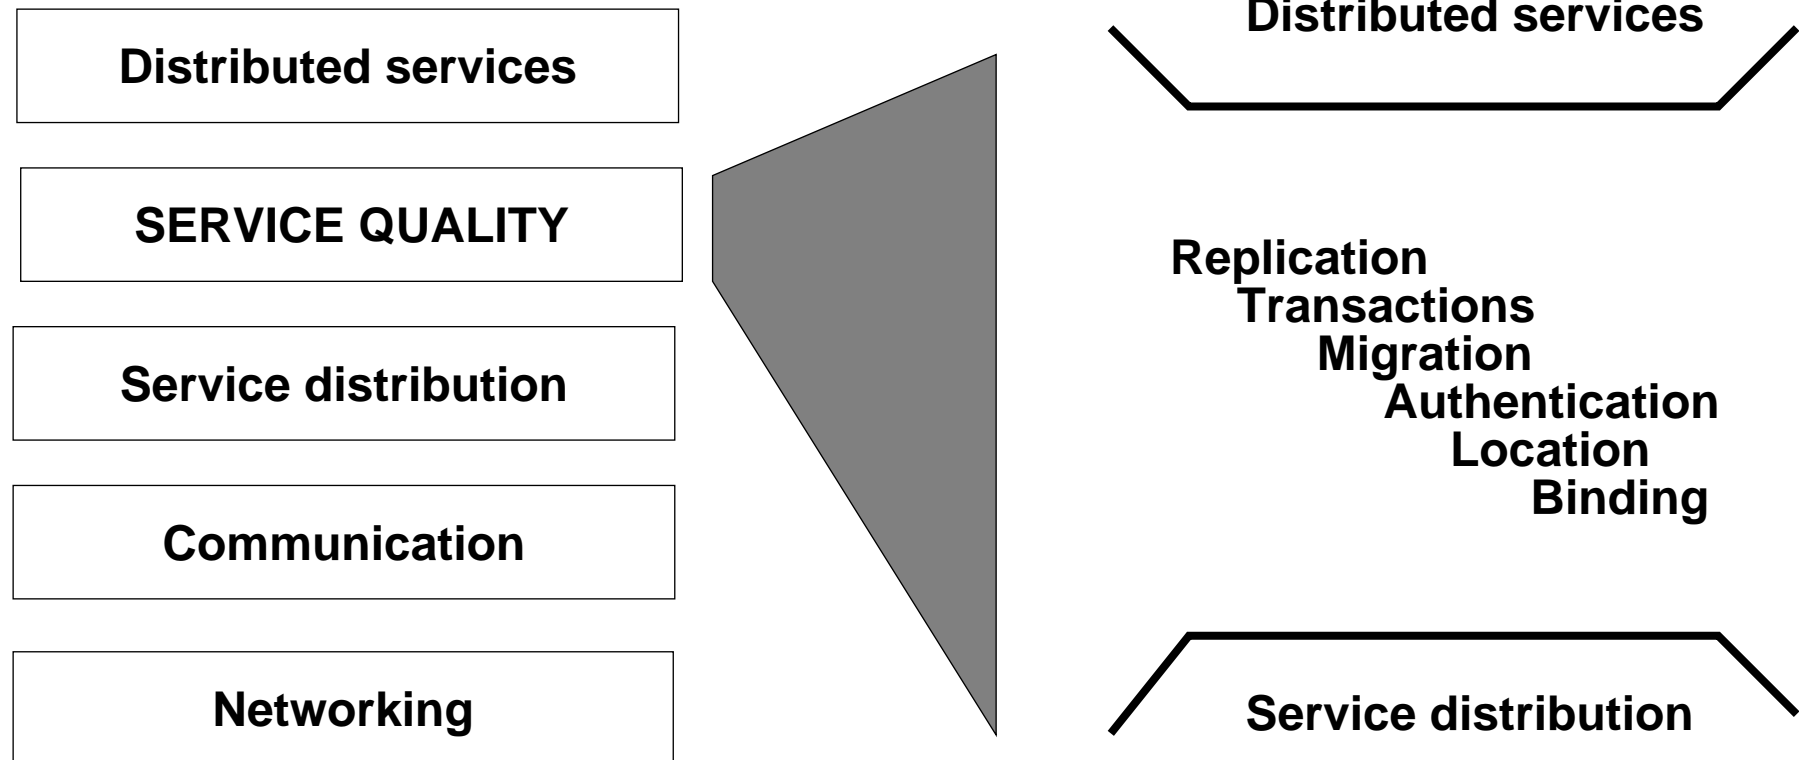 Distributed services
SERVICE QUALITY
Service distribution
Communication
Networking
Distributed services
Replication
Transactions
Migration
Authentication
Location
Binding
Service distribution